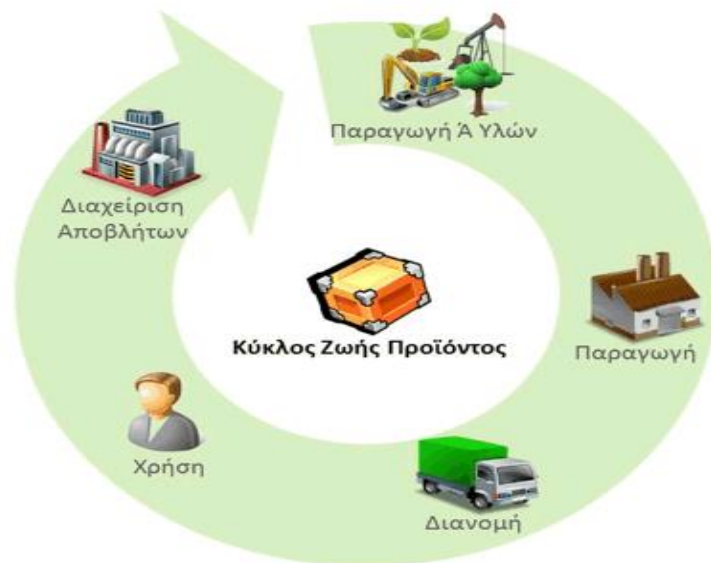 Παραγωγή Ά Υλών
Παραγωγή
Διανομή
Χρήση
Διαχείριση
Αποβλήτων
Κύκλος Ζωής Προϊόντος